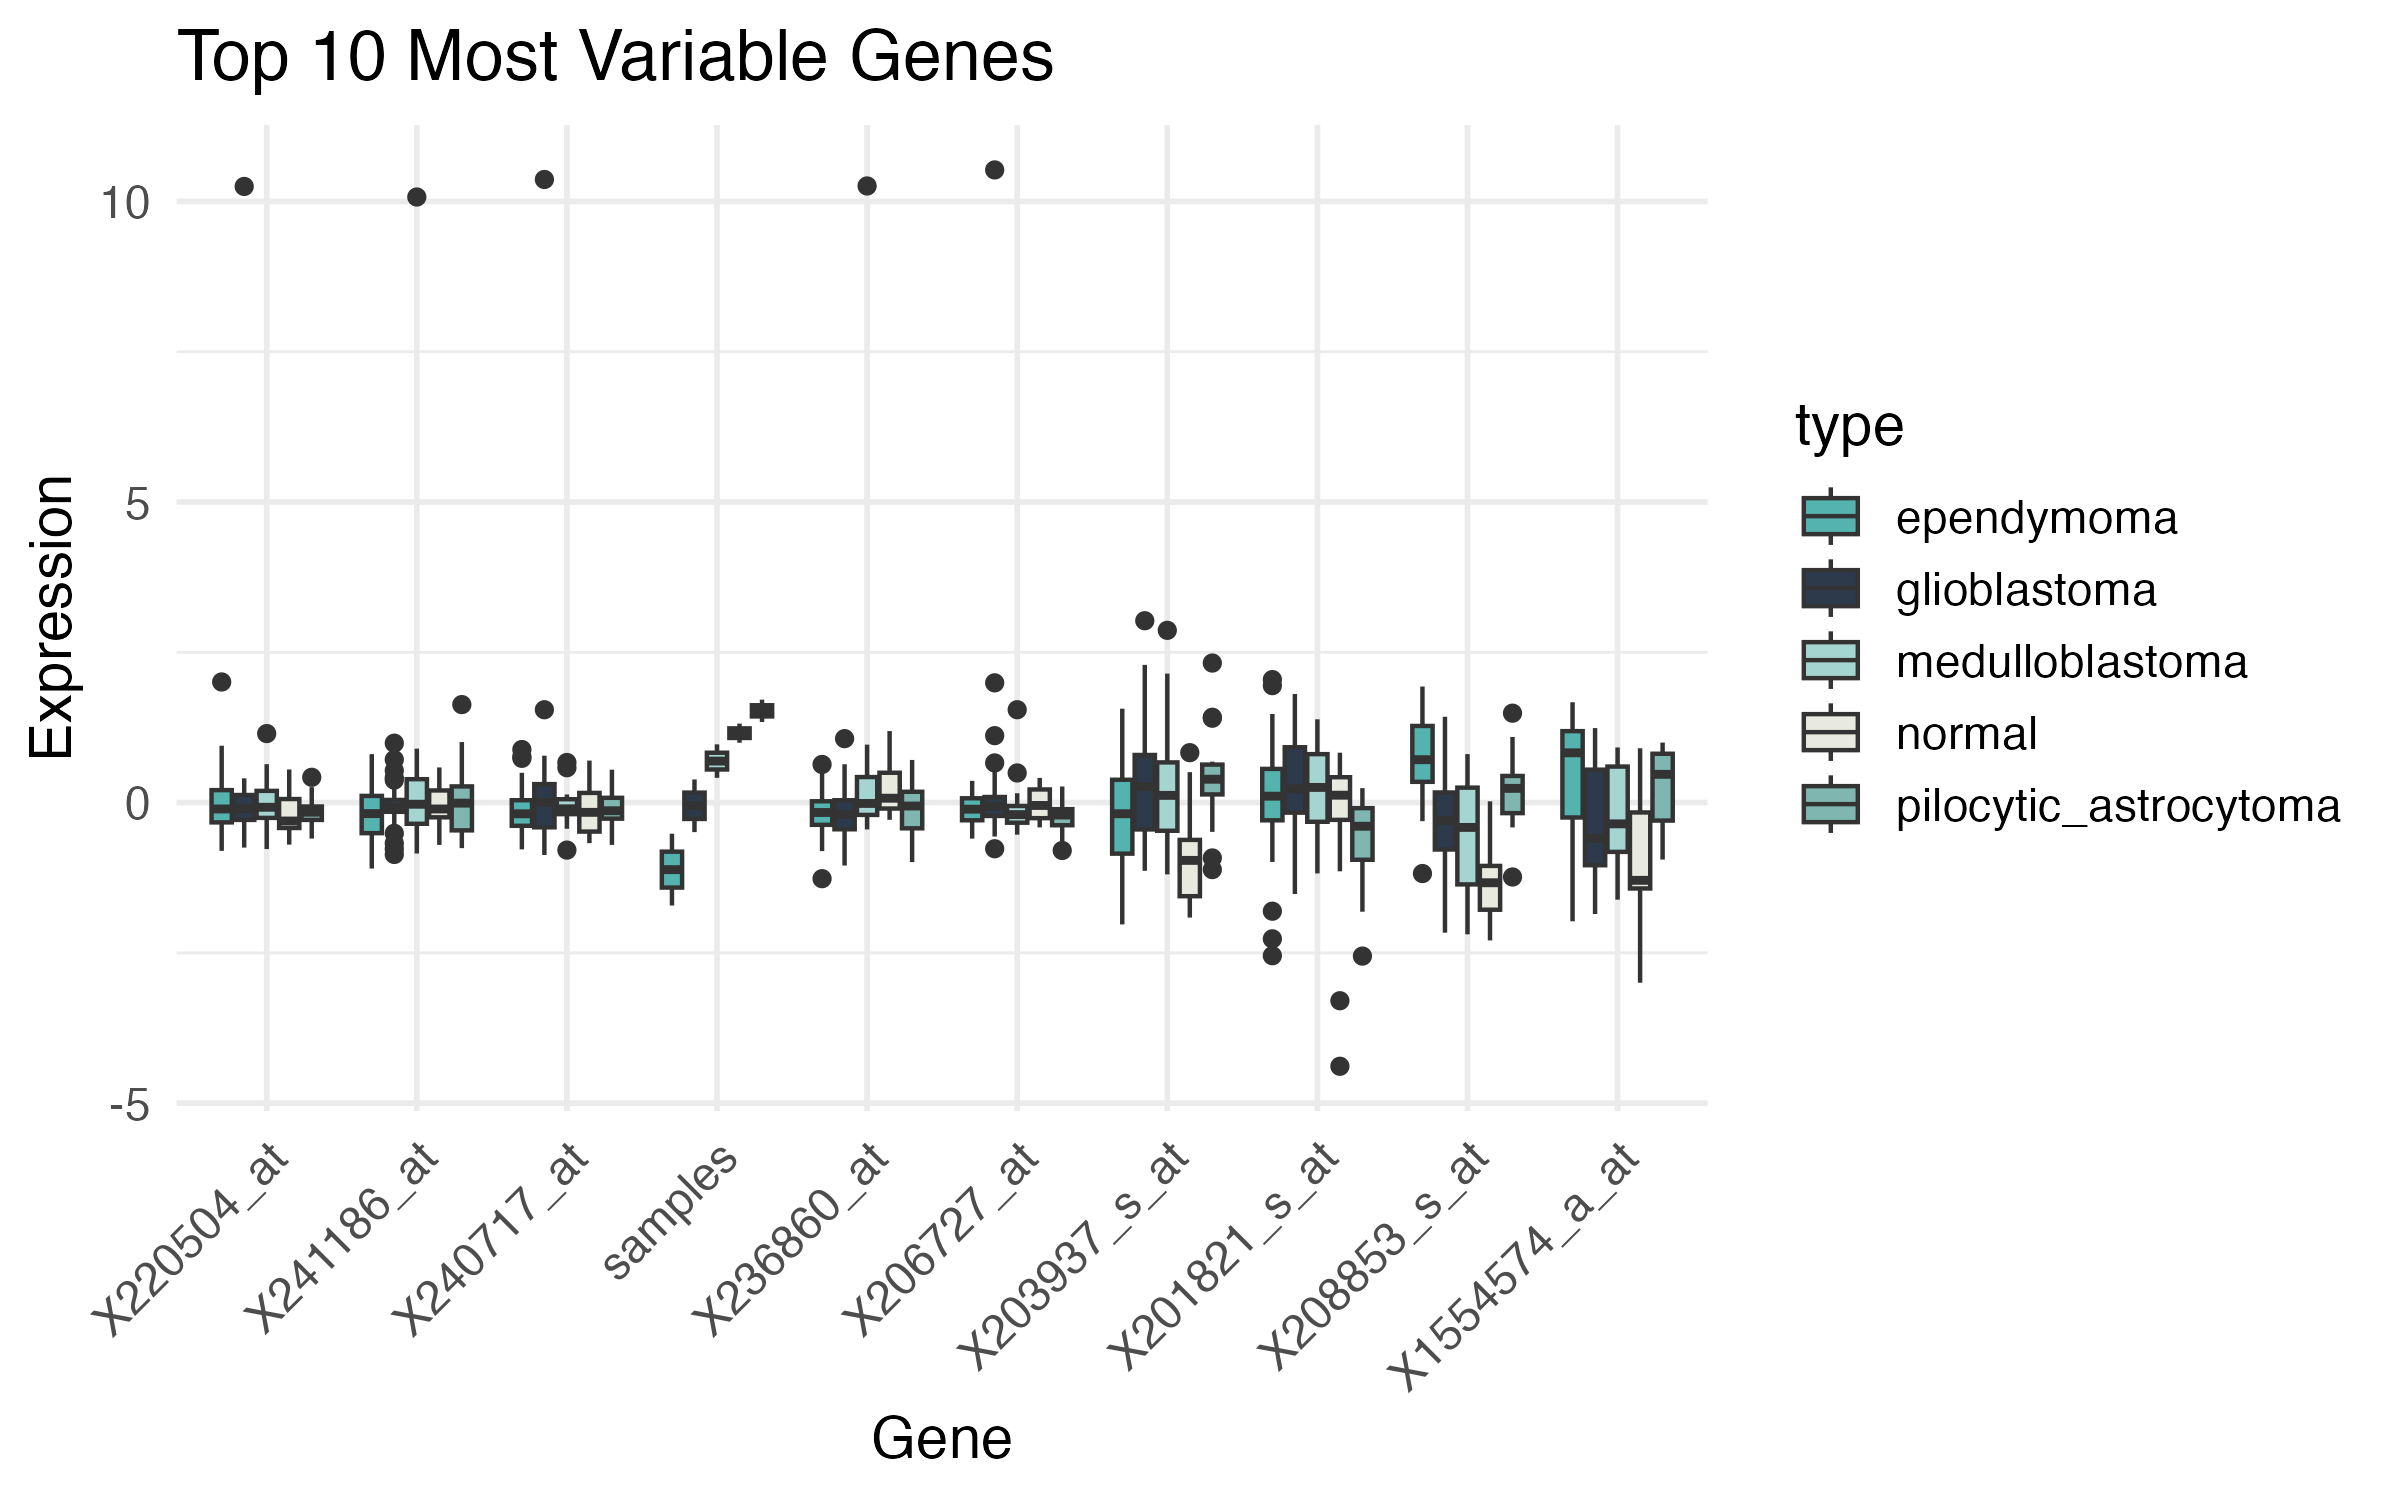 Top 10 Most Variable Genes
Expression
10
5
0
-5
X220504_at
X241186_at
X240717_at
samples
X236860_at
X206727_at
X203937_s_at
X201821_s_at
X208853_s_at
X1554574_a_at
Gene
type
ependymoma
glioblastoma
medulloblastoma
normal
pilocytic_astrocytoma